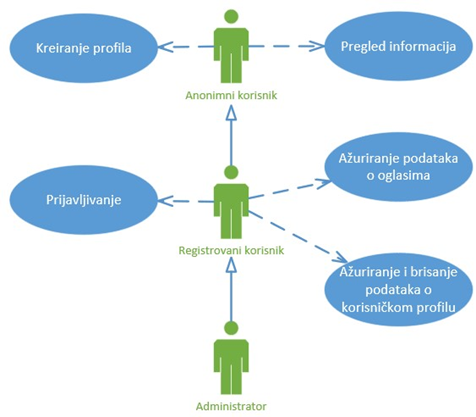 Kreiranje profila
Pregled informacija
Anonimni korisnik
Ažuriranje podataka
o oglasima
Prijavljivanje
Registrovani korisnik
Ažuriranje i brisanje
podataka o
korisničkom profilu
Administrator